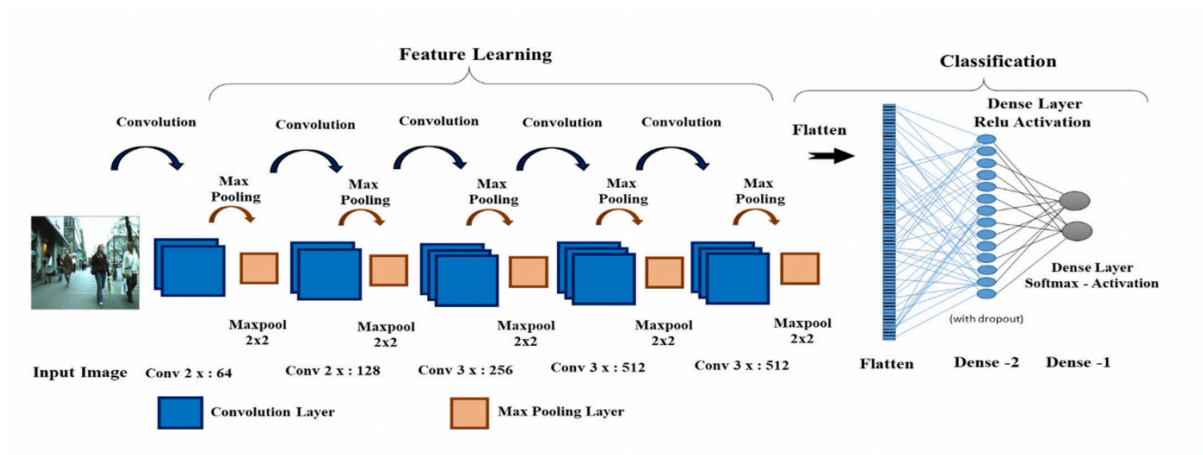 Feature Learning
Classification
Convolution
Convolution
Convolution
Convolution
Convolution
Flatten
Dense Layer
Relu Activation
Max
Pooling
Max
Pooling
Max
Pooling
Max
Pooling
Max
Pooling
Dense Layer
Softmax - Activation
(with dropout)
Maxpool
2x2
Maxpool
2x2
Maxpool
2x2
Maxpool
2x2
Maxpool
2x2
Input Image
Conv 2 x : 64
Conv 2 x : 128
Conv 3 x : 256
Conv 3 x : 512
Conv 3 x : 512
Flatten
Dense -2
Dense -1
Convolution Layer
Max Pooling Layer